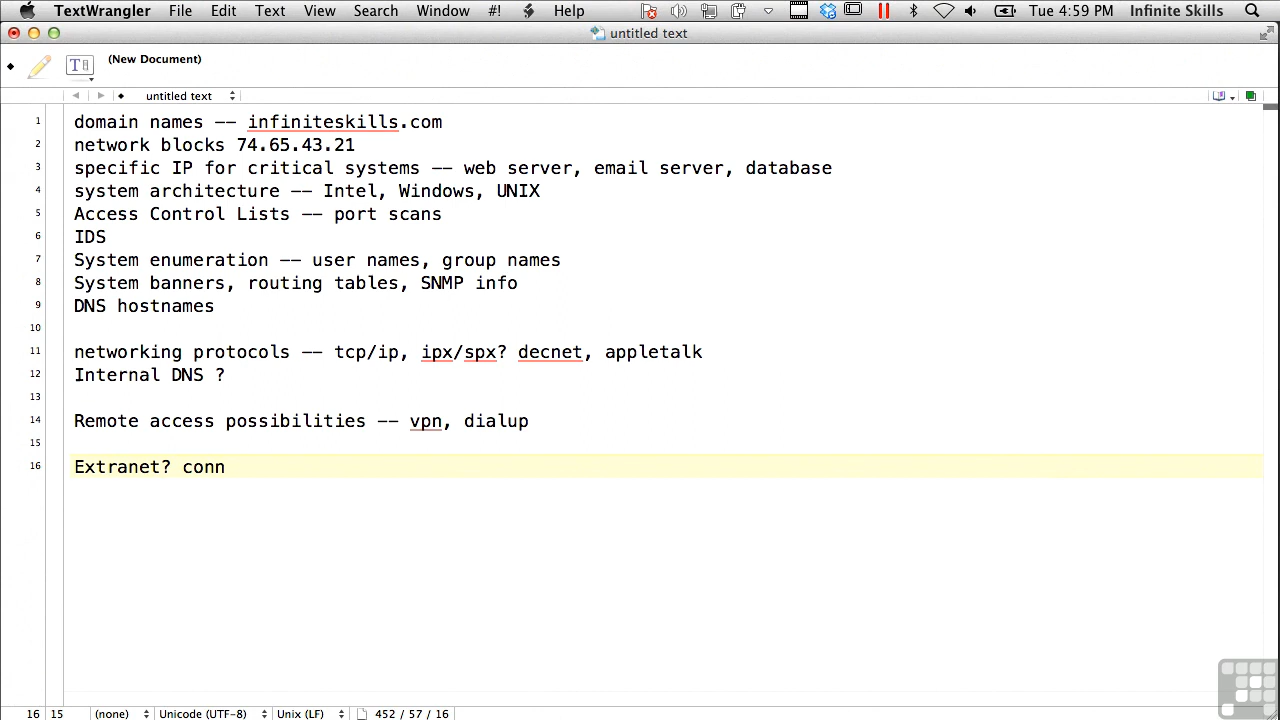 TextWrangler File Edit Text View Search Window #! Help Tue 4:59 PM Infinite Skills
untitled text
(New Document)
untitled text
1 domain names -- infiniteskills.com
2 network blocks 74.65.43.21
3 specific IP for critical systems -- web server, email server, database
4 system architecture -- Intel, Windows, UNIX
5 Access Control Lists -- port scans
6 IDS
7 System enumeration -- user names, group names
8 System banners, routing tables, SNMP info
9 DNS hostnames
10
11 networking protocols -- tcp/ip, ipx/spx? decnet, appletalk
12 Internal DNS ?
13
14 Remote access possibilities -- vpn, dialup
15
16 Extranet? conn
16 15 (none) Unicode (UTF-8) Unix (LF) 452 / 57 / 16